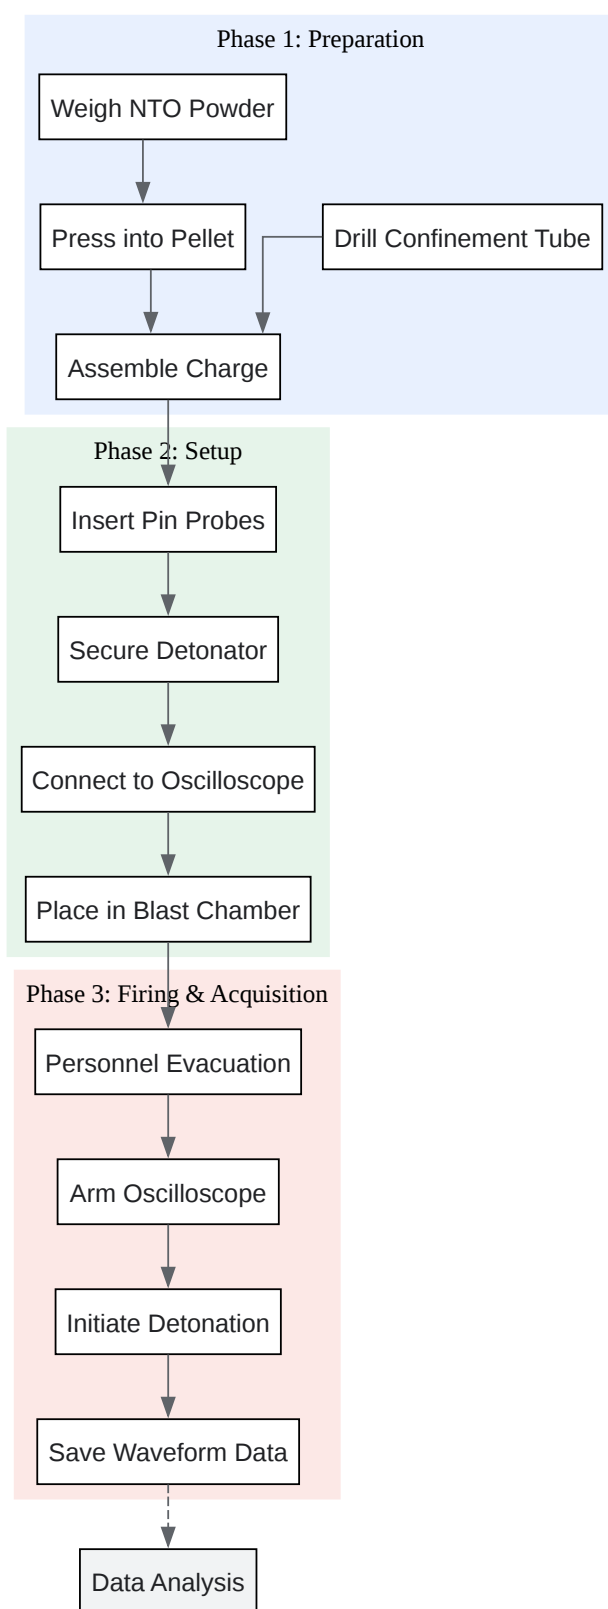 Phase 1: Preparation
Weigh NTO Powder
Press into Pellet
Drill Confinement Tube
Assemble Charge
Phase 2: Setup
Insert Pin Probes
Secure Detonator
Connect to Oscilloscope
Place in Blast Chamber
Phase 3: Firing & Acquisition
Personnel Evacuation
Arm Oscilloscope
Initiate Detonation
Save Waveform Data
Data Analysis